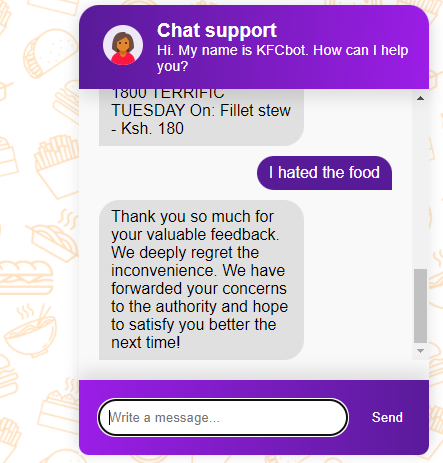 Chat support
Hi. My name is KFCbot. How can I help
you?
1800 TERRIFIC
TUESDAY On: Fillet stew
- Ksh. 180
I hated the food
Thank you so much for
your valuable feedback.
We deeply regret the
inconvenience. We have
forwarded your concerns
to the authority and hope
to satisfy you better the
next time!
Write a message...
Send